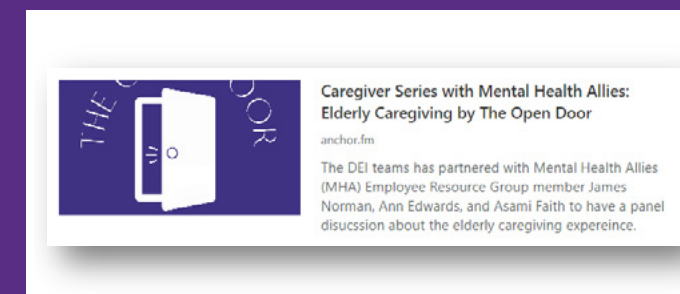 THE O
OOR
Caregiver Series with Mental Health Allies:
Elderly Caregiving by The Open Door
anchor.fm
The DEI teams has partnered with Mental Health Allies
(MHA) Employee Resource Group member James
Norman, Ann Edwards, and Asami Faith to have a panel
disucssion about the elderly caregiving expereince.